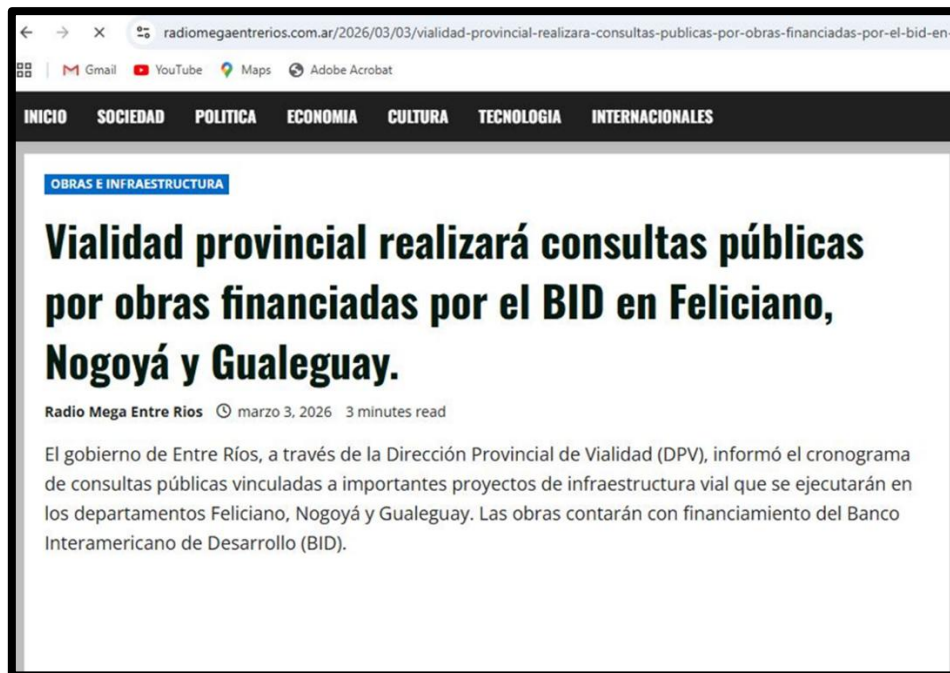 radiomegaentrerios.com.ar/2026/03/03/vialidad-provincial-realizara-consultas-publicas-por-obras-financiadas-por-el-bid-en-
Gmail YouTube Maps Adobe Acrobat
INICIO SOCIEDAD POLITICA ECONOMIA CULTURA TECNOLOGIA INTERNACIONALES
OBRAS E INFRAESTRUCTURA
Vialidad provincial realizará consultas públicas
por obras financiadas por el BID en Feliciano,
Nogoyá y Gualeguay.
Radio Mega Entre Rios marzo 3, 2026 3 minutes read
El gobierno de Entre Ríos, a través de la Dirección Provincial de Vialidad (DPV), informó el cronograma
de consultas públicas vinculadas a importantes proyectos de infraestructura vial que se ejecutarán en
los departamentos Feliciano, Nogoyá y Gualeguay. Las obras contarán con financiamiento del Banco
Interamericano de Desarrollo (BID).